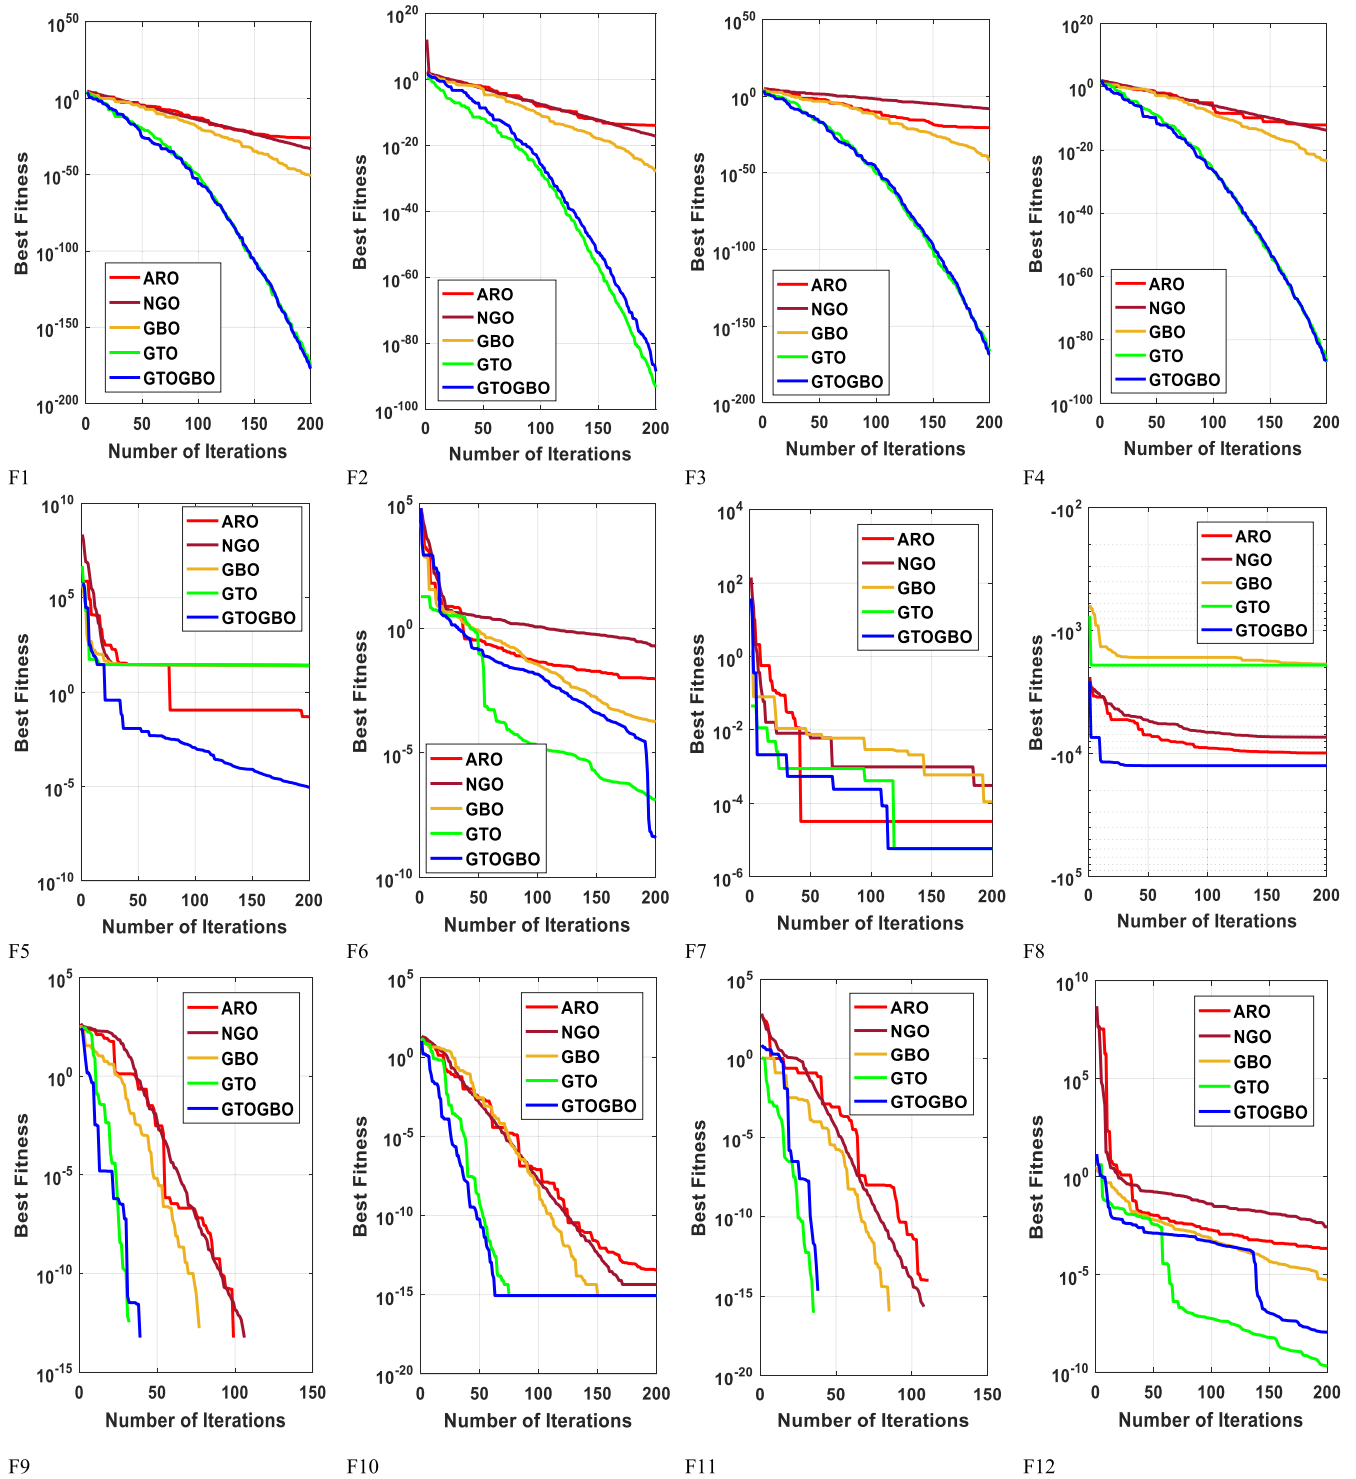 10^50
10^0
10^-50
10^-100
10^-150
10^-200
Best Fitness
ARO
NGO
GBO
GTO
GTOGBO
0 50 100 150 200
Number of Iterations
F1
10^20
10^0
10^-20
10^-40
10^-60
10^-80
10^-100
Best Fitness
ARO
NGO
GBO
GTO
GTOGBO
0 50 100 150 200
Number of Iterations
F2
10^50
10^0
10^-50
10^-100
10^-150
10^-200
Best Fitness
ARO
NGO
GBO
GTO
GTOGBO
0 50 100 150 200
Number of Iterations
F3
10^20
10^0
10^-20
10^-40
10^-60
10^-80
10^-100
Best Fitness
ARO
NGO
GBO
GTO
GTOGBO
0 50 100 150 200
Number of Iterations
F4
10^10
10^5
10^0
10^-5
10^-10
Best Fitness
ARO
NGO
GBO
GTO
GTOGBO
0 50 100 150 200
Number of Iterations
F5
10^5
10^0
10^-5
10^-10
Best Fitness
ARO
NGO
GBO
GTO
GTOGBO
0 50 100 150 200
Number of Iterations
F6
10^4
10^2
10^0
10^-2
10^-4
10^-6
Best Fitness
ARO
NGO
GBO
GTO
GTOGBO
0 50 100 150 200
Number of Iterations
F7
-10^2
-10^3
-10^4
-10^5
Best Fitness
ARO
NGO
GBO
GTO
GTOGBO
0 50 100 150 200
Number of Iterations
F8
10^5
10^0
10^-5
10^-10
10^-15
Best Fitness
ARO
NGO
GBO
GTO
GTOGBO
0 50 100 150
Number of Iterations
F9
10^5
10^0
10^-5
10^-10
10^-15
10^-20
Best Fitness
ARO
NGO
GBO
GTO
GTOGBO
0 50 100 150 200
Number of Iterations
F10
10^5
10^0
10^-5
10^-10
10^-15
10^-20
Best Fitness
ARO
NGO
GBO
GTO
GTOGBO
0 50 100 150
Number of Iterations
F11
10^10
10^5
10^0
10^-5
10^-10
Best Fitness
ARO
NGO
GBO
GTO
GTOGBO
0 50 100 150 200
Number of Iterations
F12